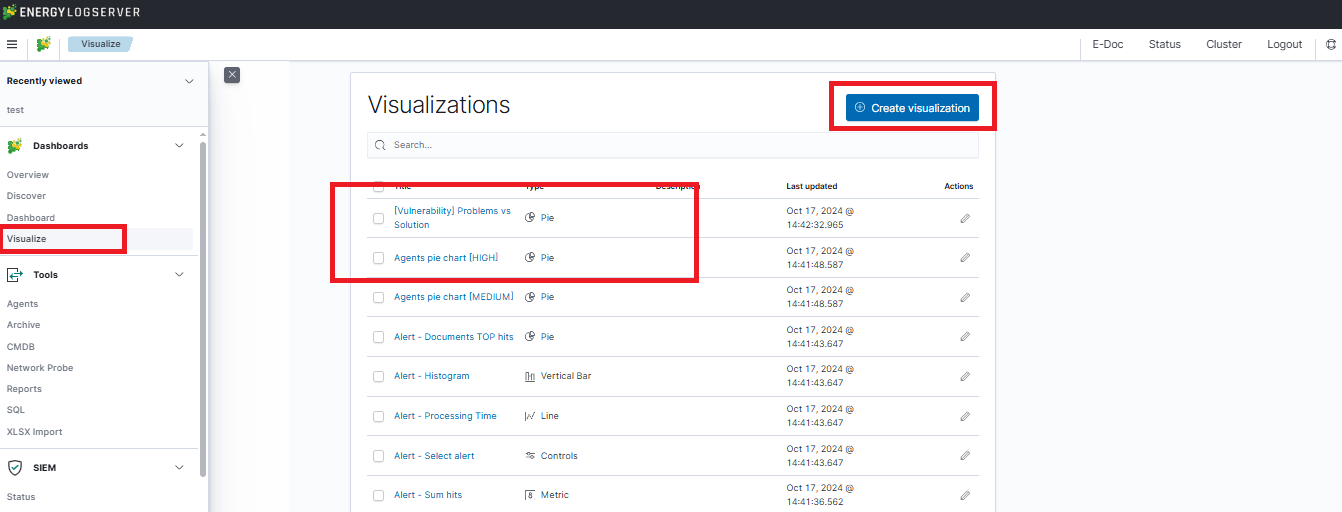 ENERGYLOGSERVER
Visualize
E-Doc Status Cluster Logout
Recently viewed
test
Dashboards
Overview
Discover
Dashboard
Visualize
Tools
Agents
Archive
CMDB
Network Probe
Reports
SQL
XLSX Import
SIEM
Status
Visualizations
Create visualization
Search...
Title Type Description Last updated Actions
[Vulnerability] Problems vs
Solution
Pie
Oct 17, 2024 @
14:42:32.965
Agents pie chart [HIGH]
Pie
Oct 17, 2024 @
14:41:48.587
Agents pie chart [MEDIUM]
Pie
Oct 17, 2024 @
14:41:48.587
Alert - Documents TOP hits
Pie
Oct 17, 2024 @
14:41:43.647
Alert - Histogram
Vertical Bar
Oct 17, 2024 @
14:41:43.647
Alert - Processing Time
Line
Oct 17, 2024 @
14:41:43.647
Alert - Select alert
Controls
Oct 17, 2024 @
14:41:43.647
Alert - Sum hits
Metric
Oct 17, 2024 @
14:41:36.562